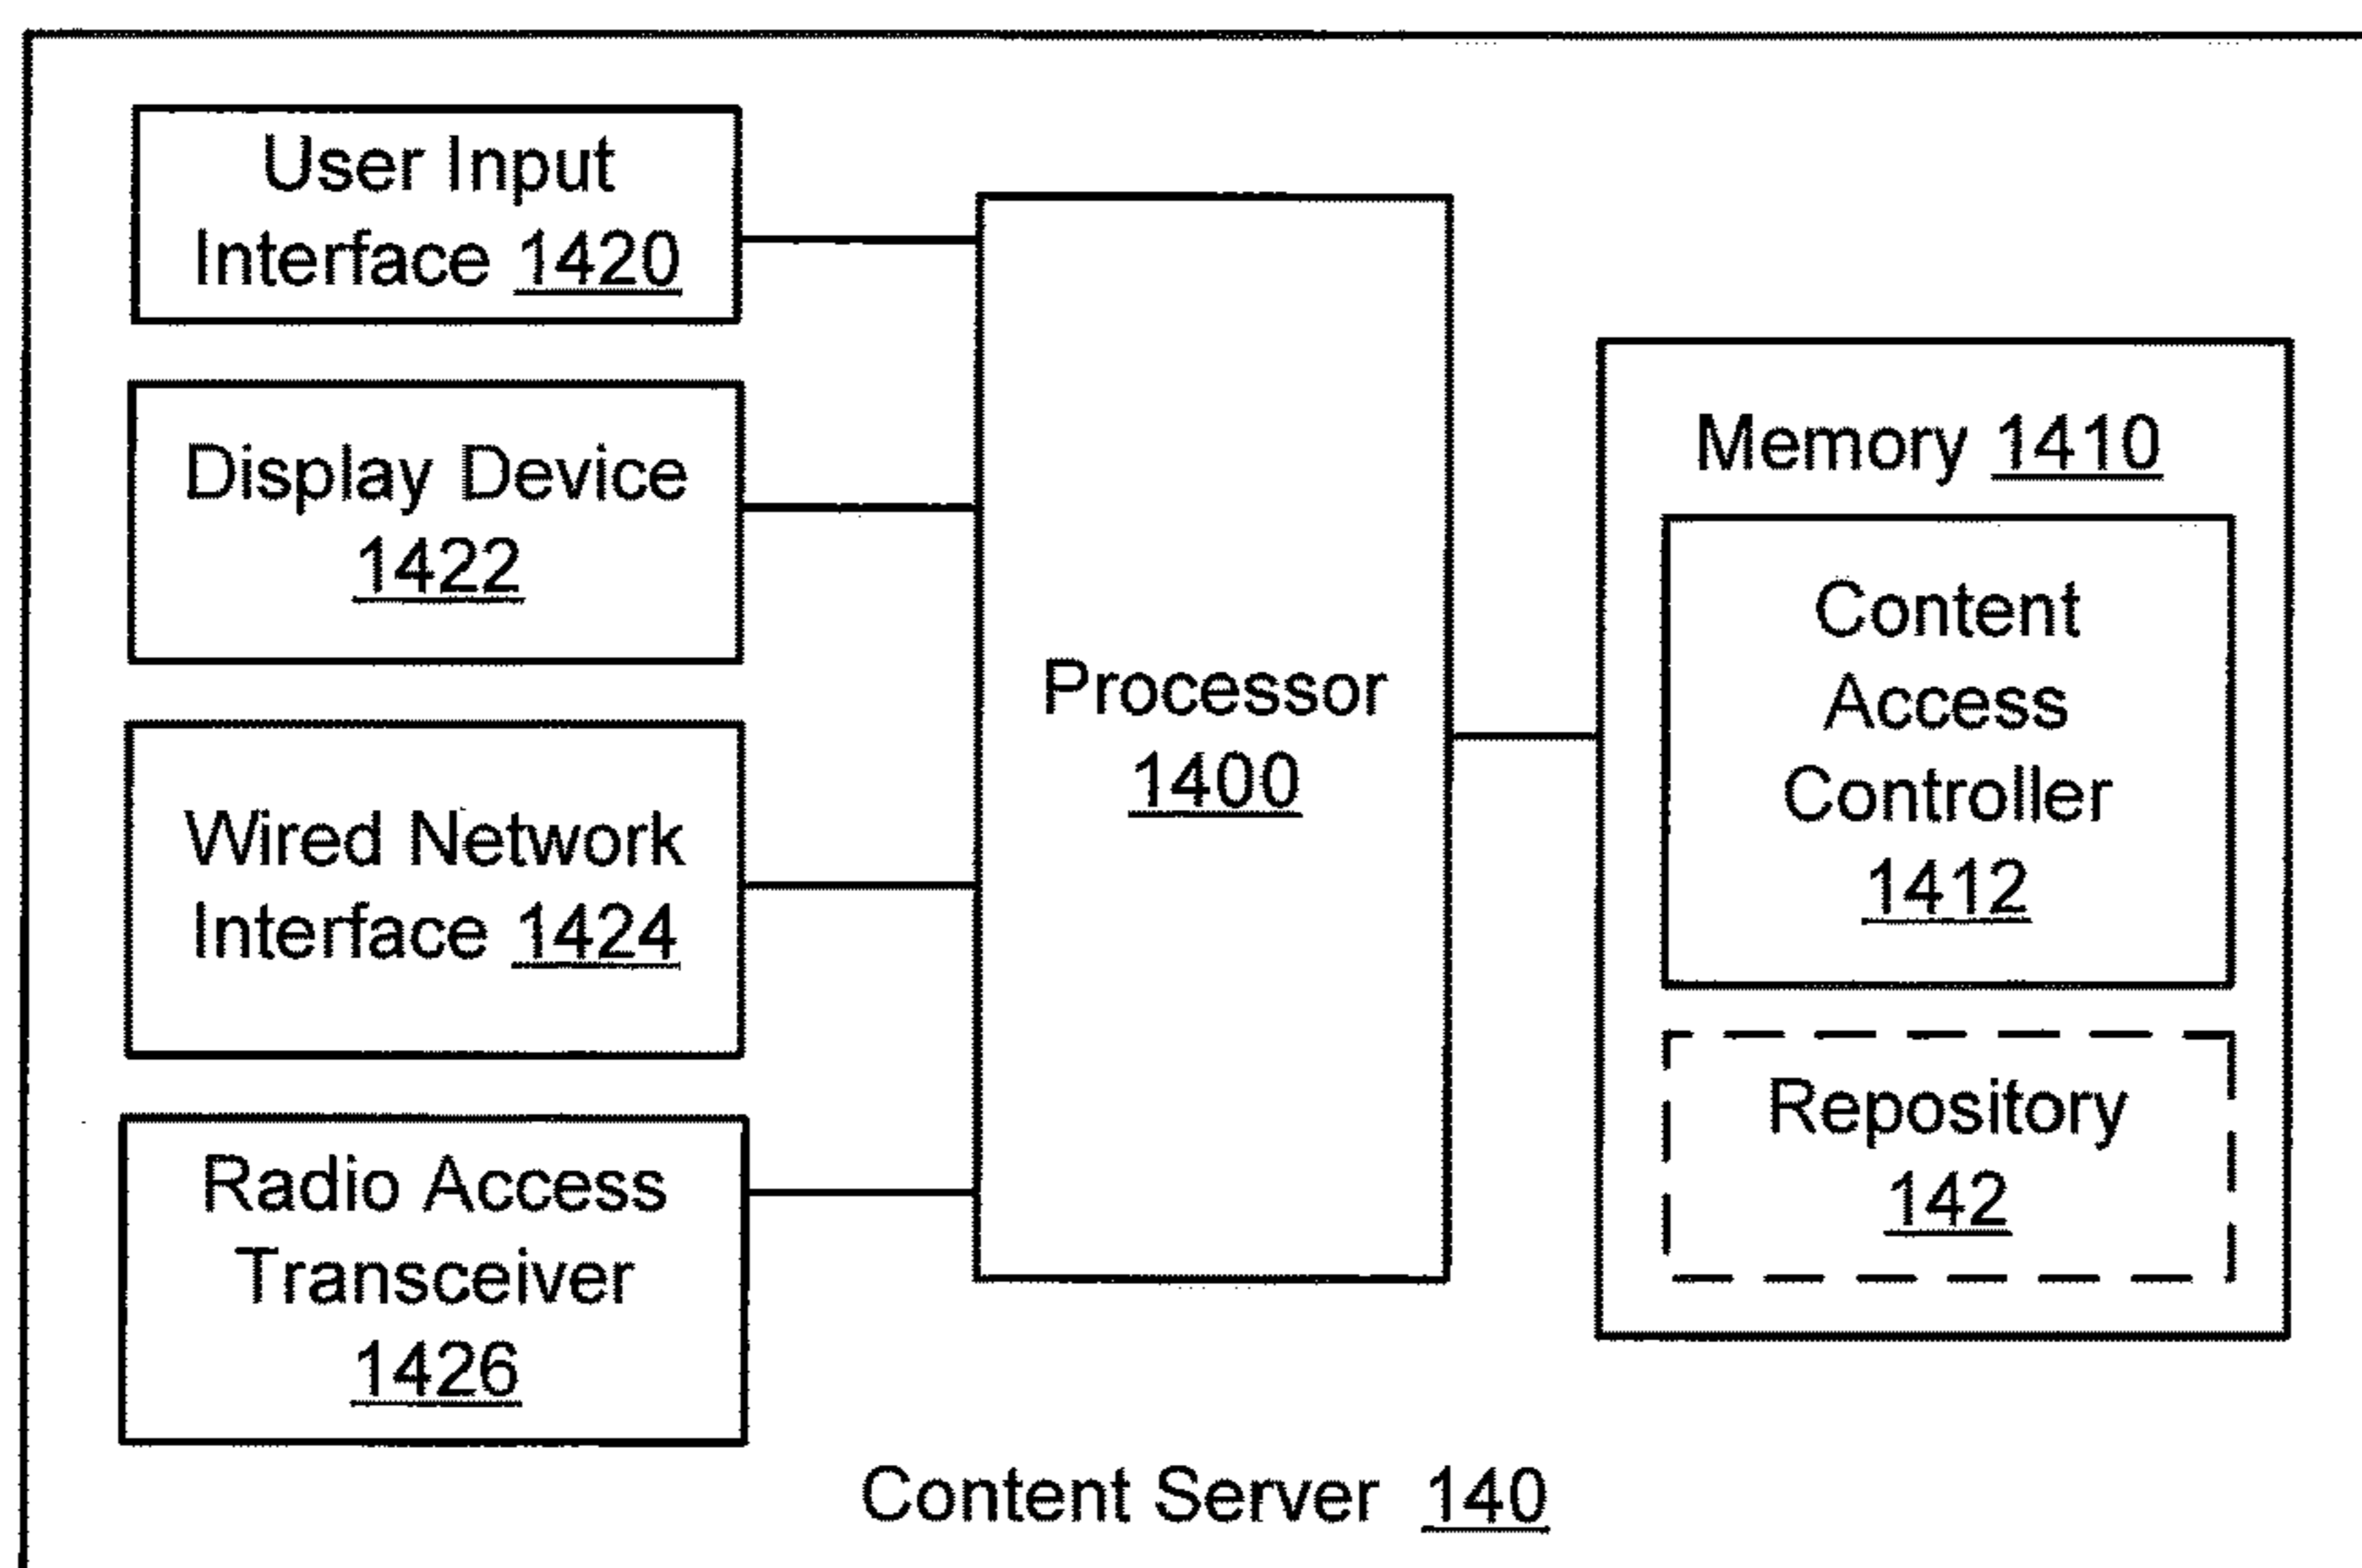 User Input
Interface 1420
Display Device
1422
Wired Network
Interface 1424
Radio Access
Transceiver
1426
Processor
1400
Memory 1410
Content
Access
Controller
1412
Repository
142
Content Server 140